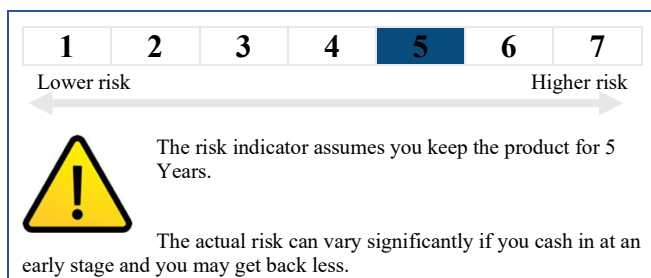 1 2 3 4 5 6 7
Lower risk Higher risk
!
The risk indicator assumes you keep the product for 5
Years.
The actual risk can vary significantly if you cash in at an
early stage and you may get back less.